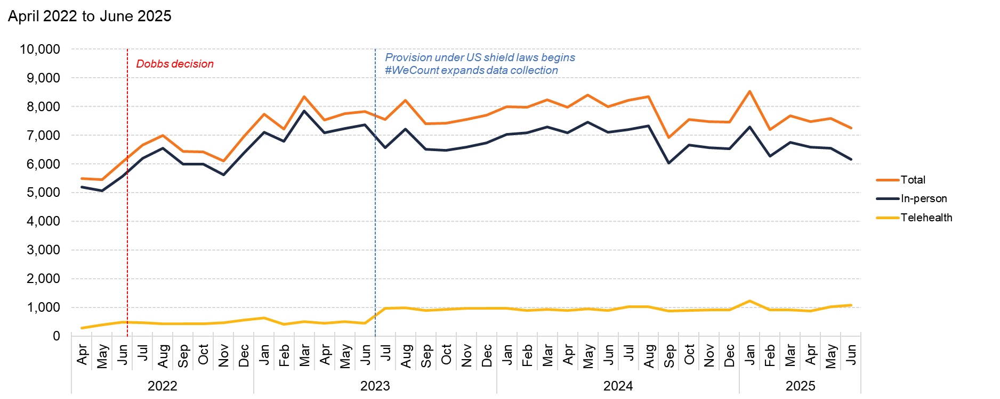 April 2022 to June 2025
10,000
9,000
8,000
7,000
6,000
5,000
4,000
3,000
2,000
1,000
0
Dobbs decision
Provision under US shield laws begins
#WeCount expands data collection
Total
In-person
Telehealth
Apr May Jun Jul Aug Sep Oct Nov Dec Jan Feb Mar Apr May Jun Jul Aug Sep Oct Nov Dec Jan Feb Mar Apr May Jun Jul Aug Sep Oct Nov Dec Jan Feb Mar Apr May Jun
2022 2023 2024 2025